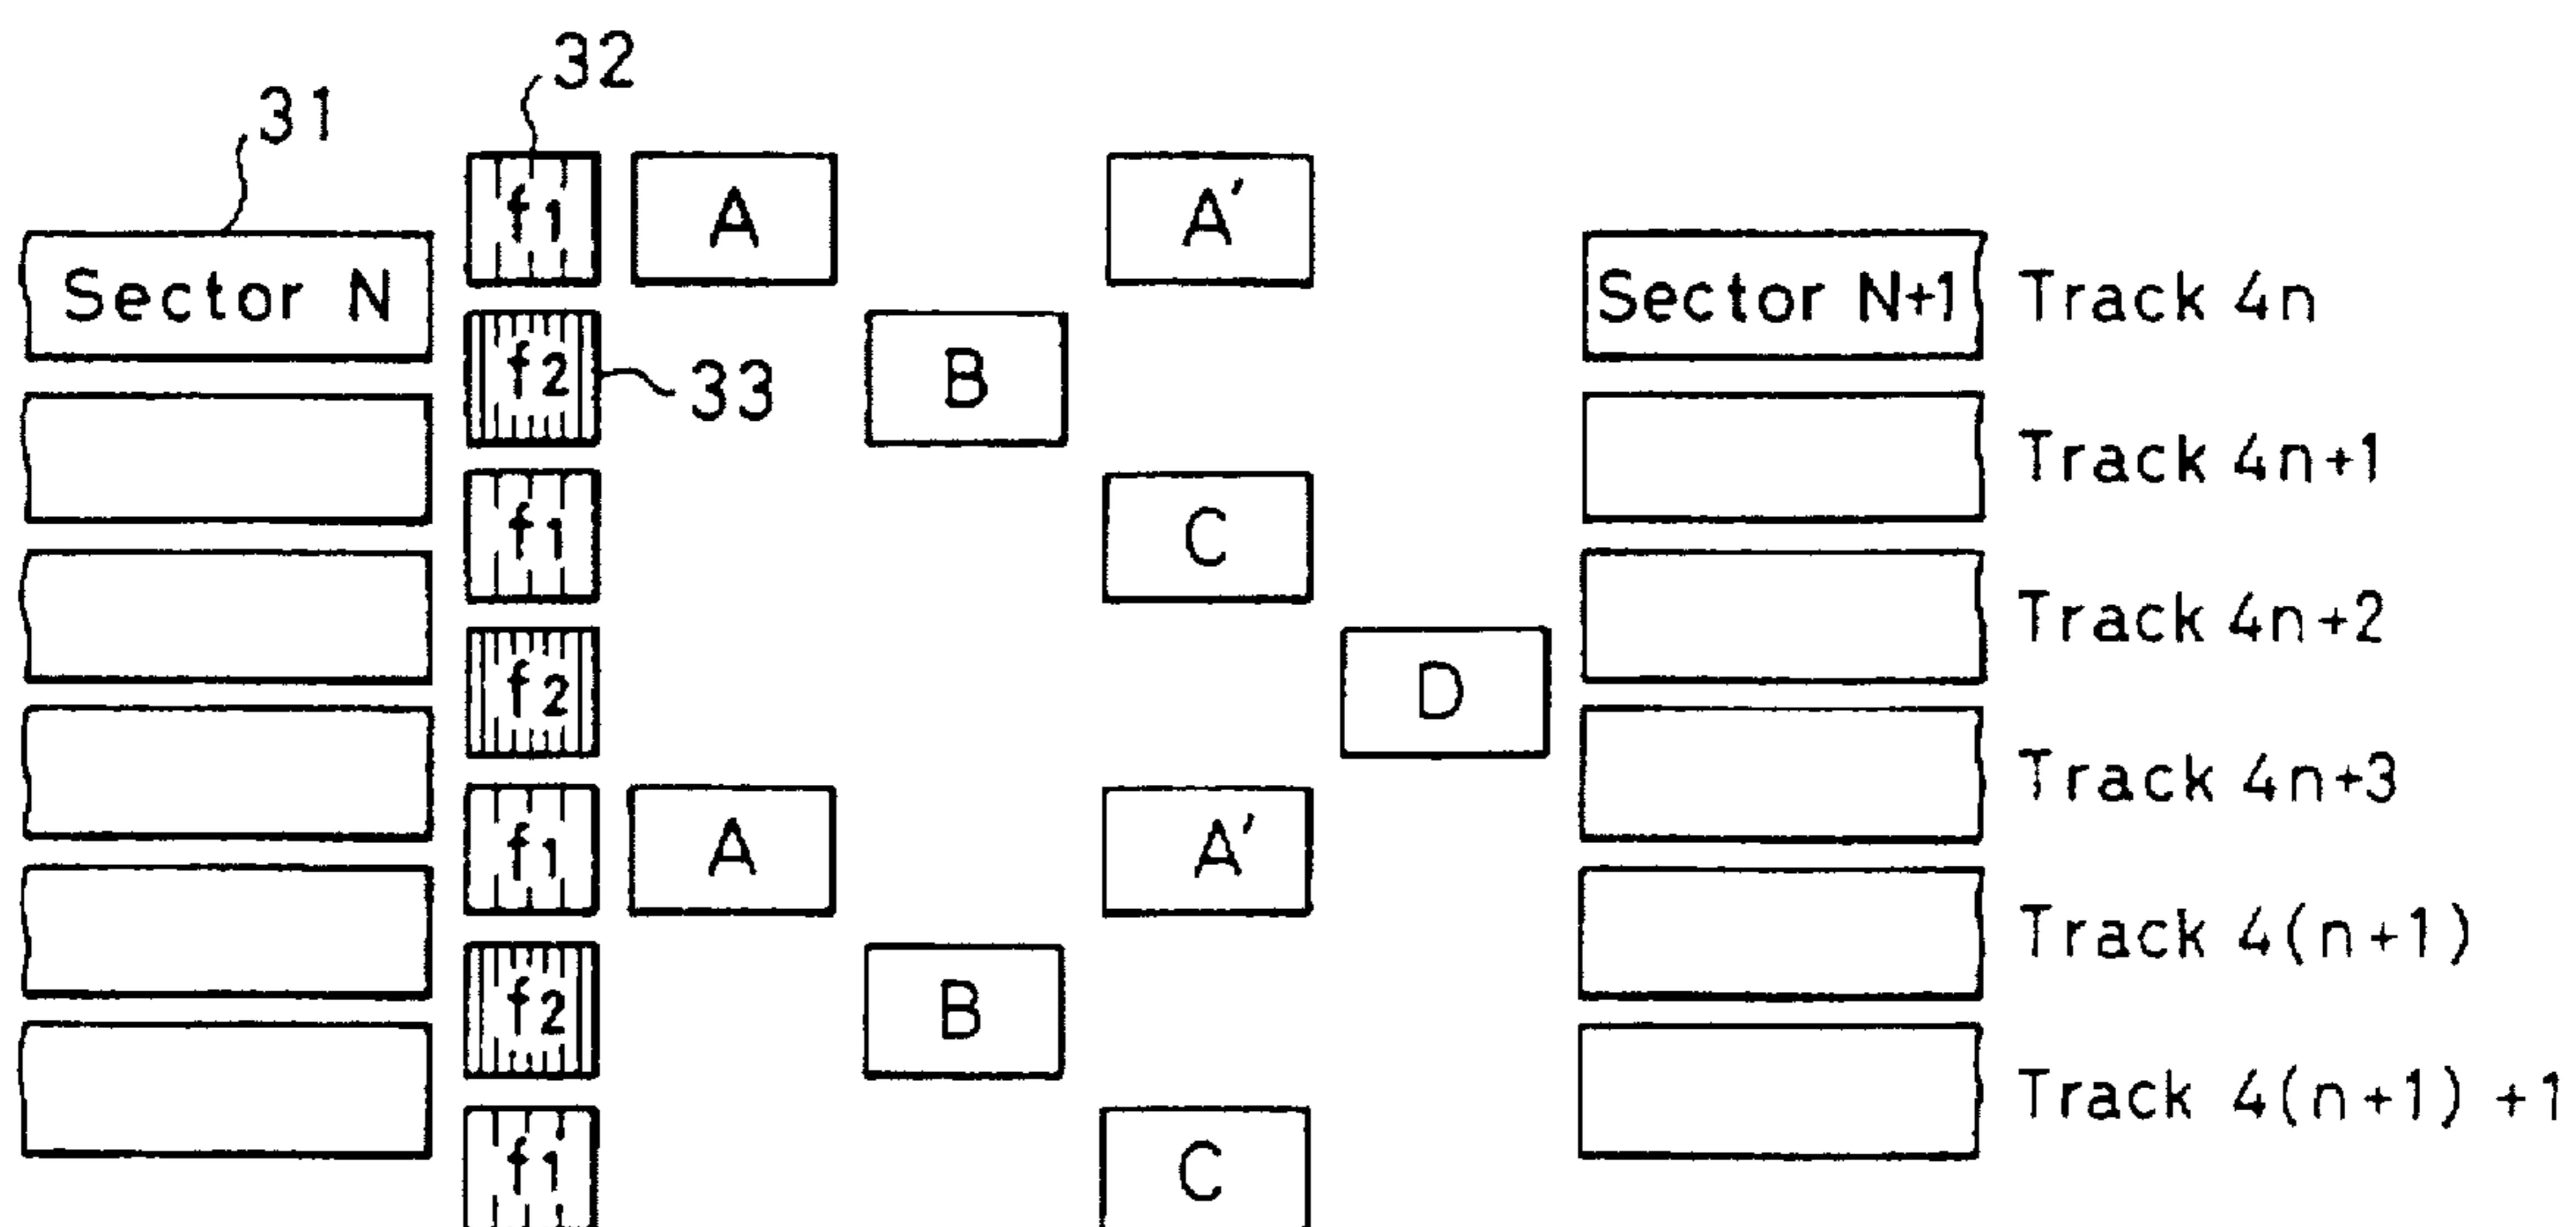 32
31
f1 A A′
Sector N Sector N+1 Track 4n
f2 33 B
Track 4n+1
f1 C
Track 4n+2
f2 D
Track 4n+3
f1 A A′
Track 4(n+1)
f2 B
Track 4(n+1) +1
f1 C